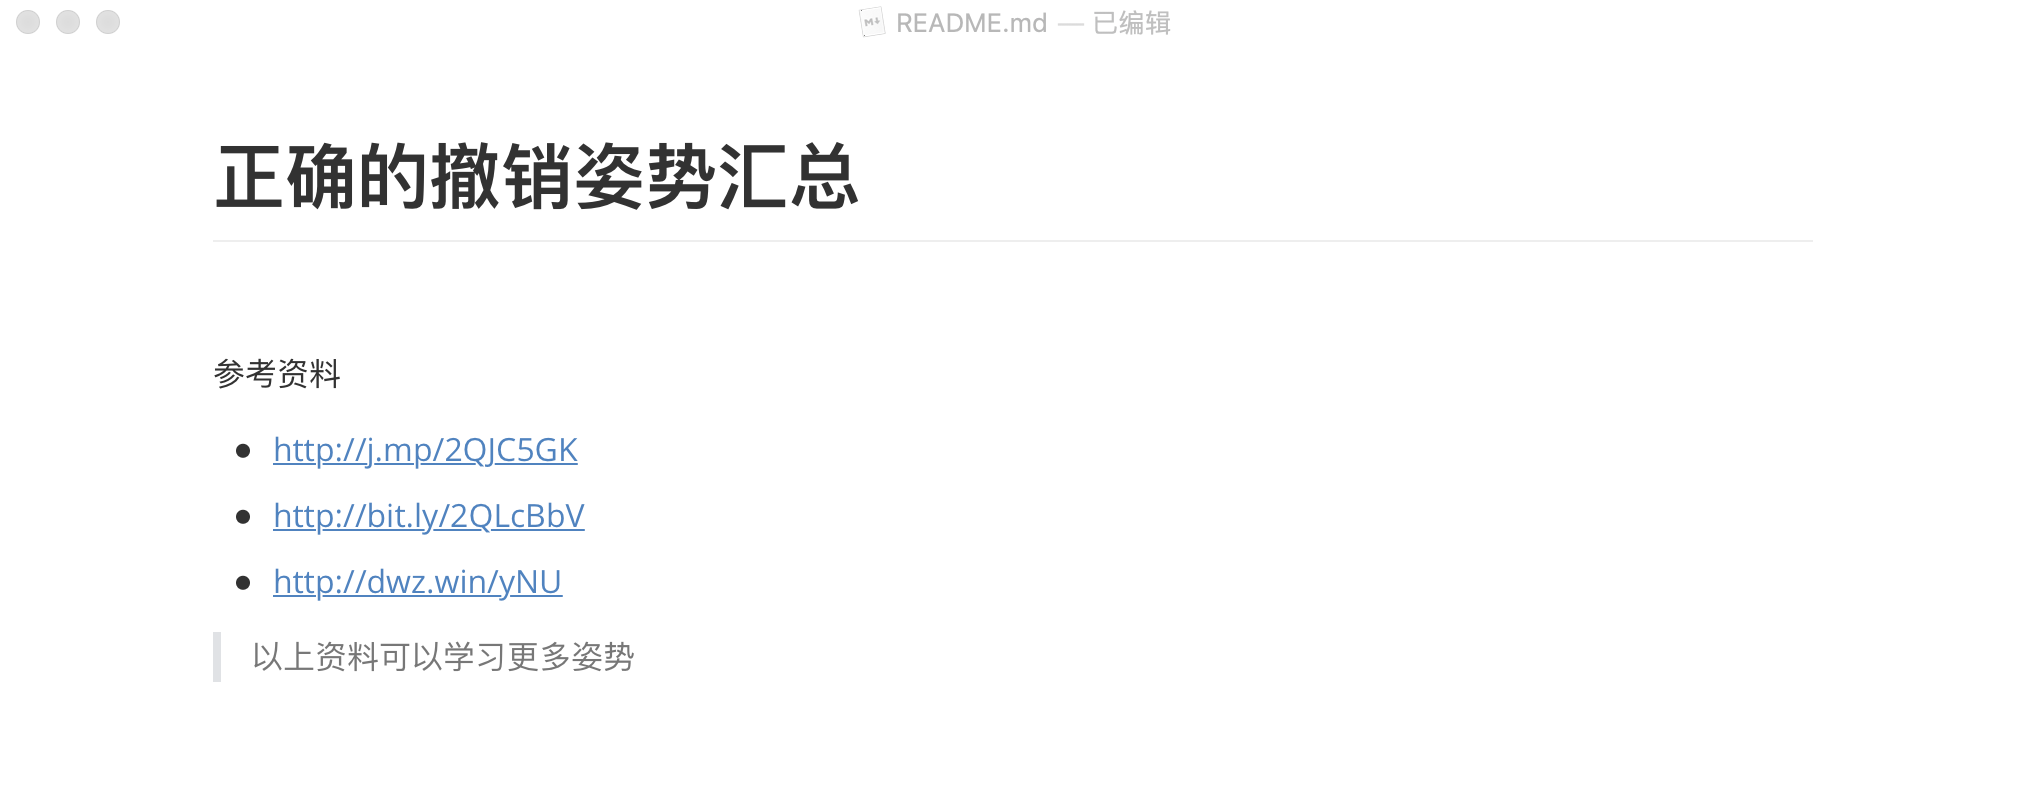 README.md — 已编辑
正确的撤销姿势汇总
参考资料
http://j.mp/2QJC5GK
http://bit.ly/2QLcBbV
http://dwz.win/yNU
以上资料可以学习更多姿势